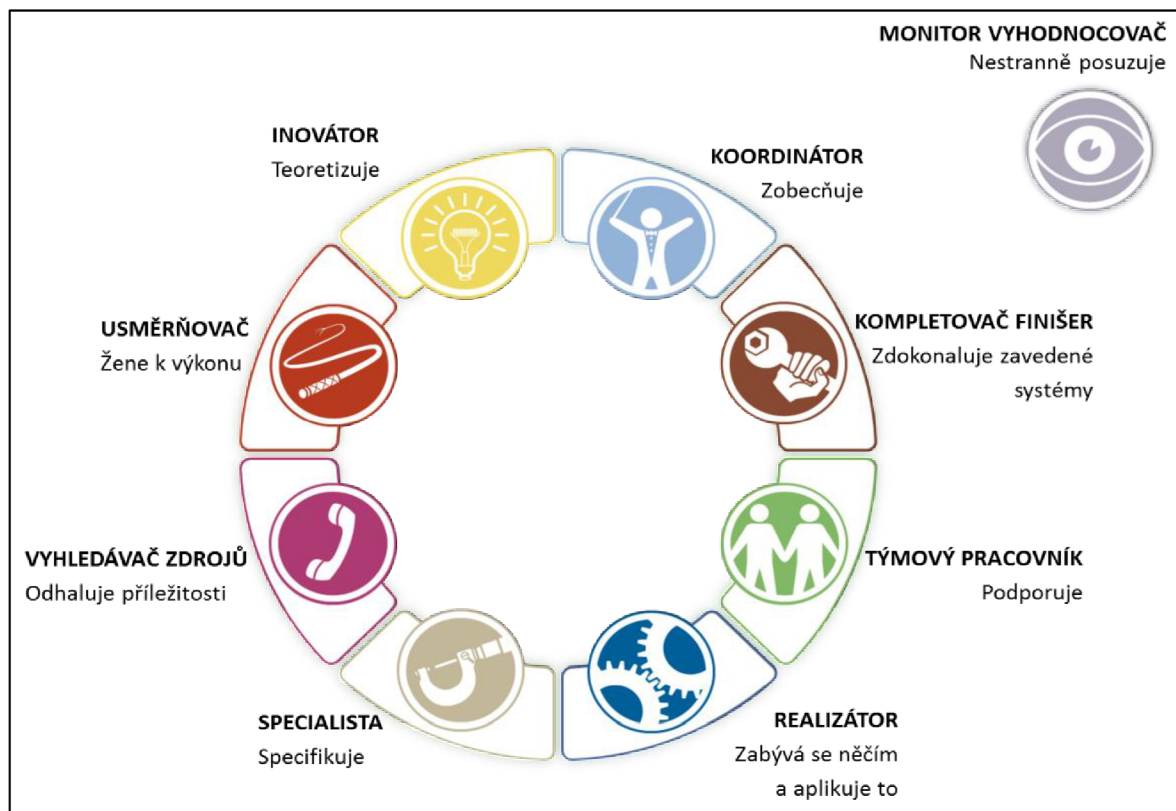 MONITOR VYHODNOCOVAČ
Nestranně posuzuje
INOVÁTOR
Teoretizuje
KOORDINÁTOR
Zobecňuje
USMĚRŇOVAČ
Žene k výkonu
KOMPLETOVAČ FINIŠER
Zdokonaluje zavedené
systémy
VYHLEDÁVAČ ZDROJŮ
Odhaluje příležitosti
TÝMOVÝ PRACOVNÍK
Podporuje
SPECIALISTA
Specifikuje
REALIZÁTOR
Zabývá se něčím
a aplikuje to